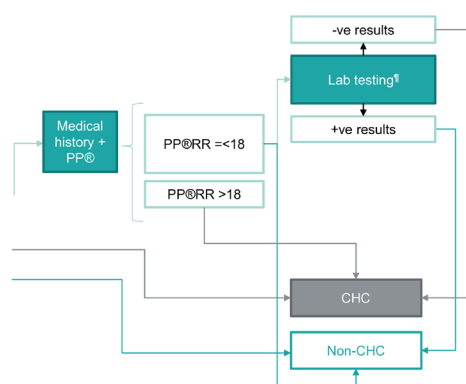 -ve results
Lab testing¶
+ve results
Medical
history +
PP®
PP®RR =<18
PP®RR >18
CHC
Non-CHC